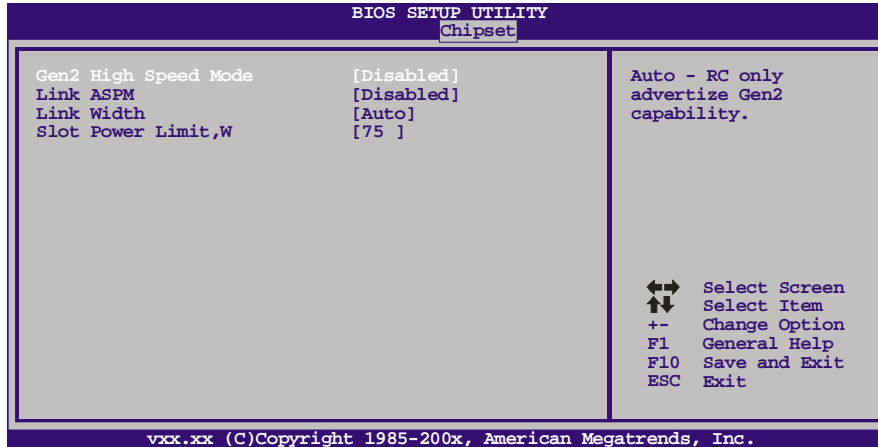 BIOS SETUP UTILITY
Chipset
Gen2 High Speed Mode [Disabled]
Link ASPM [Disabled]
Link Width [Auto]
Slot Power Limit,W [75 ]
Auto - RC only
advertize Gen2
capability.
Select Screen
Select Item
+- Change Option
F1 General Help
F10 Save and Exit
ESC Exit
vxx.xx (C)Copyright 1985-200x, American Megatrends, Inc.